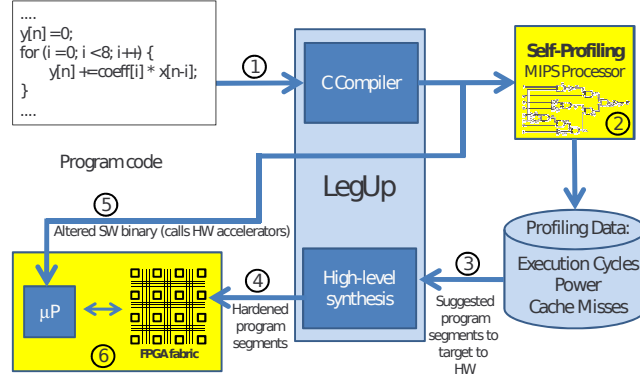 ....
y[n] =0;
for (i =0; i <8; i++) {
y[n] +=coeff[i] * x[n-i];
}
....
Program code
1
C Compiler
LegUp
Self-Profiling
MIPS Processor
2
Profiling Data:
Execution Cycles
Power
Cache Misses
3
Suggested
program
segments to
target to
HW
High-level
synthesis
4
Hardened
program
segments
5
Altered SW binary (calls HW accelerators)
µP
FPGA fabric
6